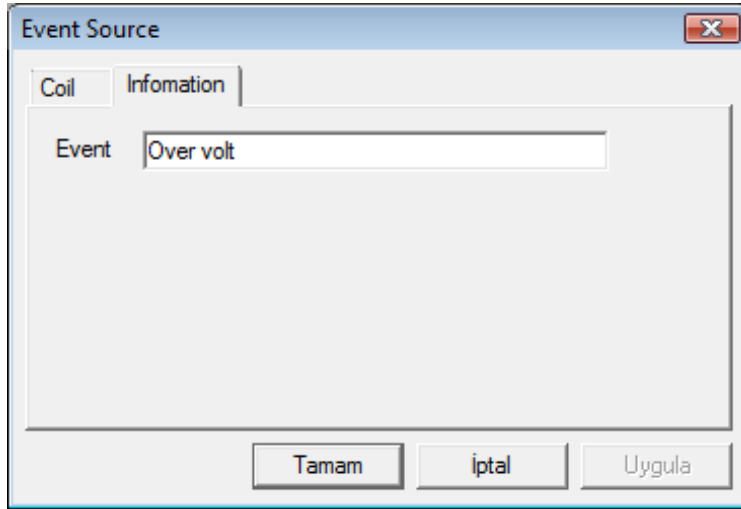 Event Source
Coil Infomation
Event Over volt
Tamam İptal Uygula